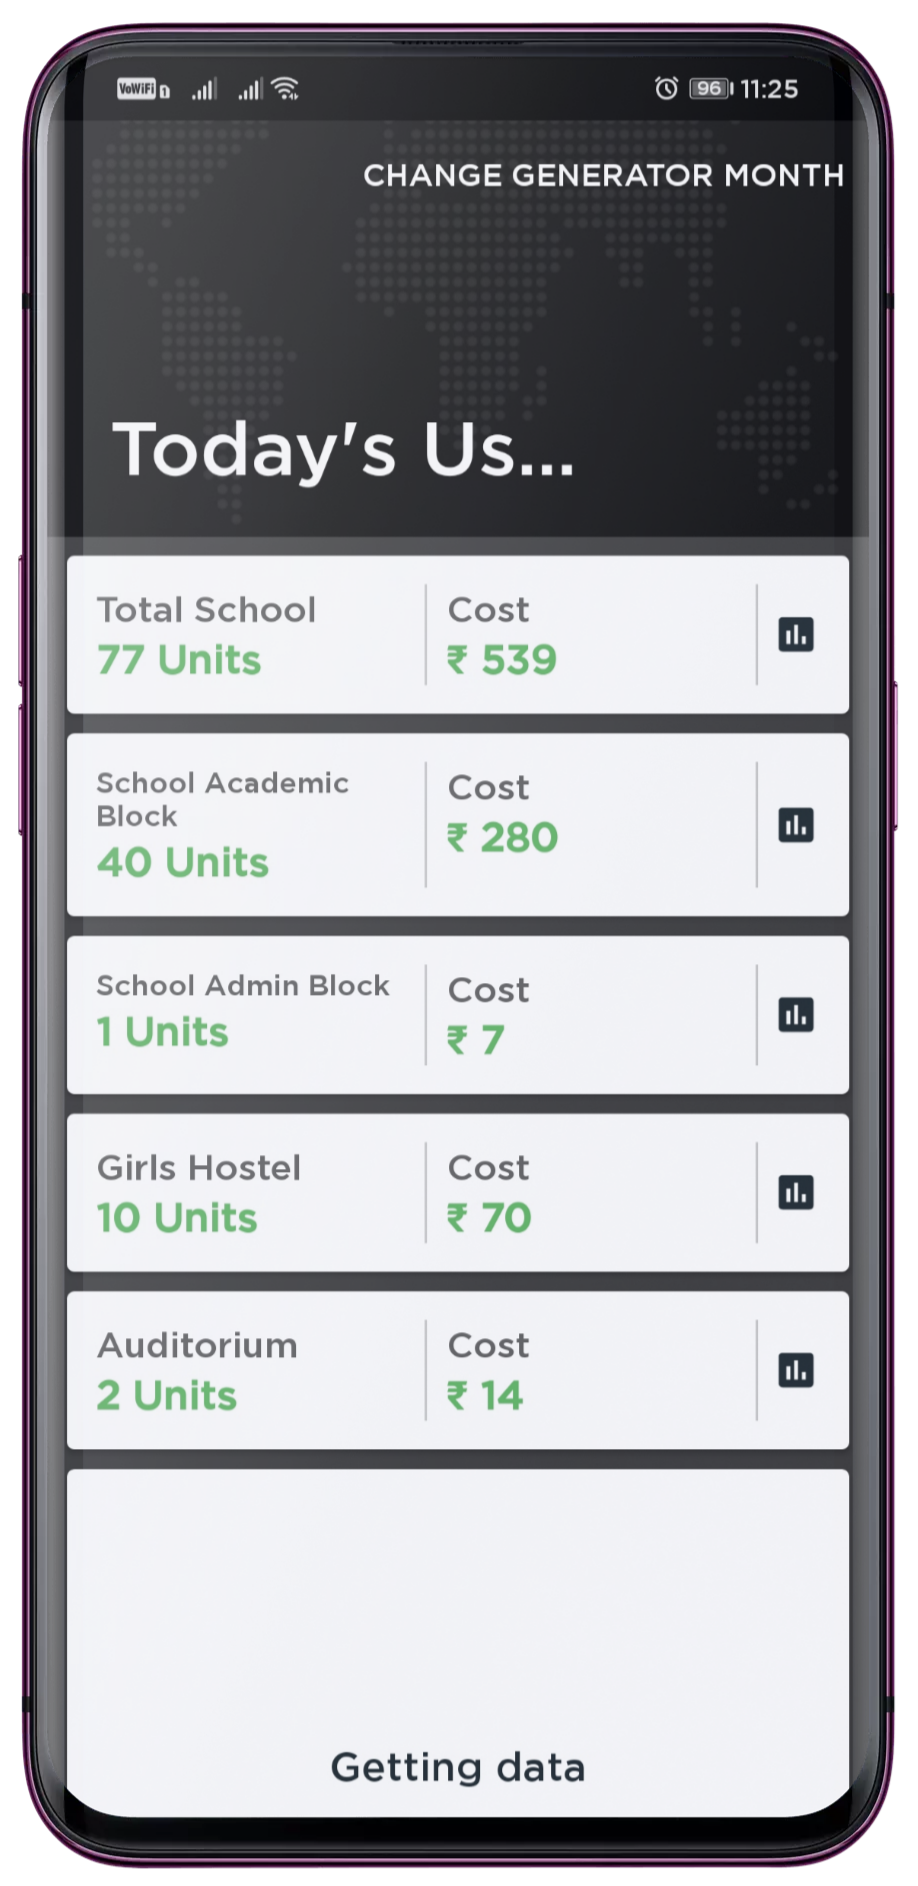 VoWiFi 1 96 11:25
CHANGE GENERATOR MONTH
Today's Us...
Total School
77 Units
Cost
₹ 539
School Academic
Block
40 Units
Cost
₹ 280
School Admin Block
1 Units
Cost
₹ 7
Girls Hostel
10 Units
Cost
₹ 70
Auditorium
2 Units
Cost
₹ 14
Getting data